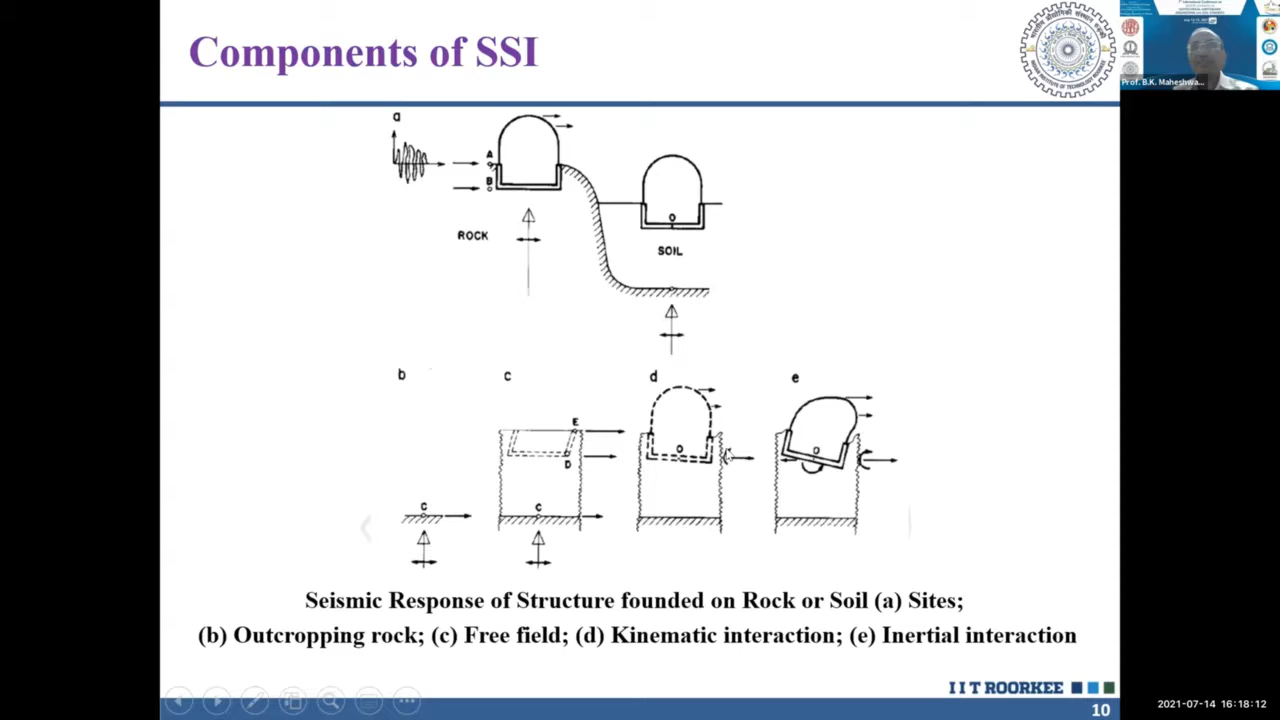 Components of SSI
Prof. B.K. Maheshwa...
a
A
B
ROCK
O
SOIL
b
c
d
e
E
D
O
C
C
Seismic Response of Structure founded on Rock or Soil (a) Sites;
(b) Outcropping rock; (c) Free field; (d) Kinematic interaction; (e) Inertial interaction
I I T ROORKEE
10
2021-07-14 16:18:12